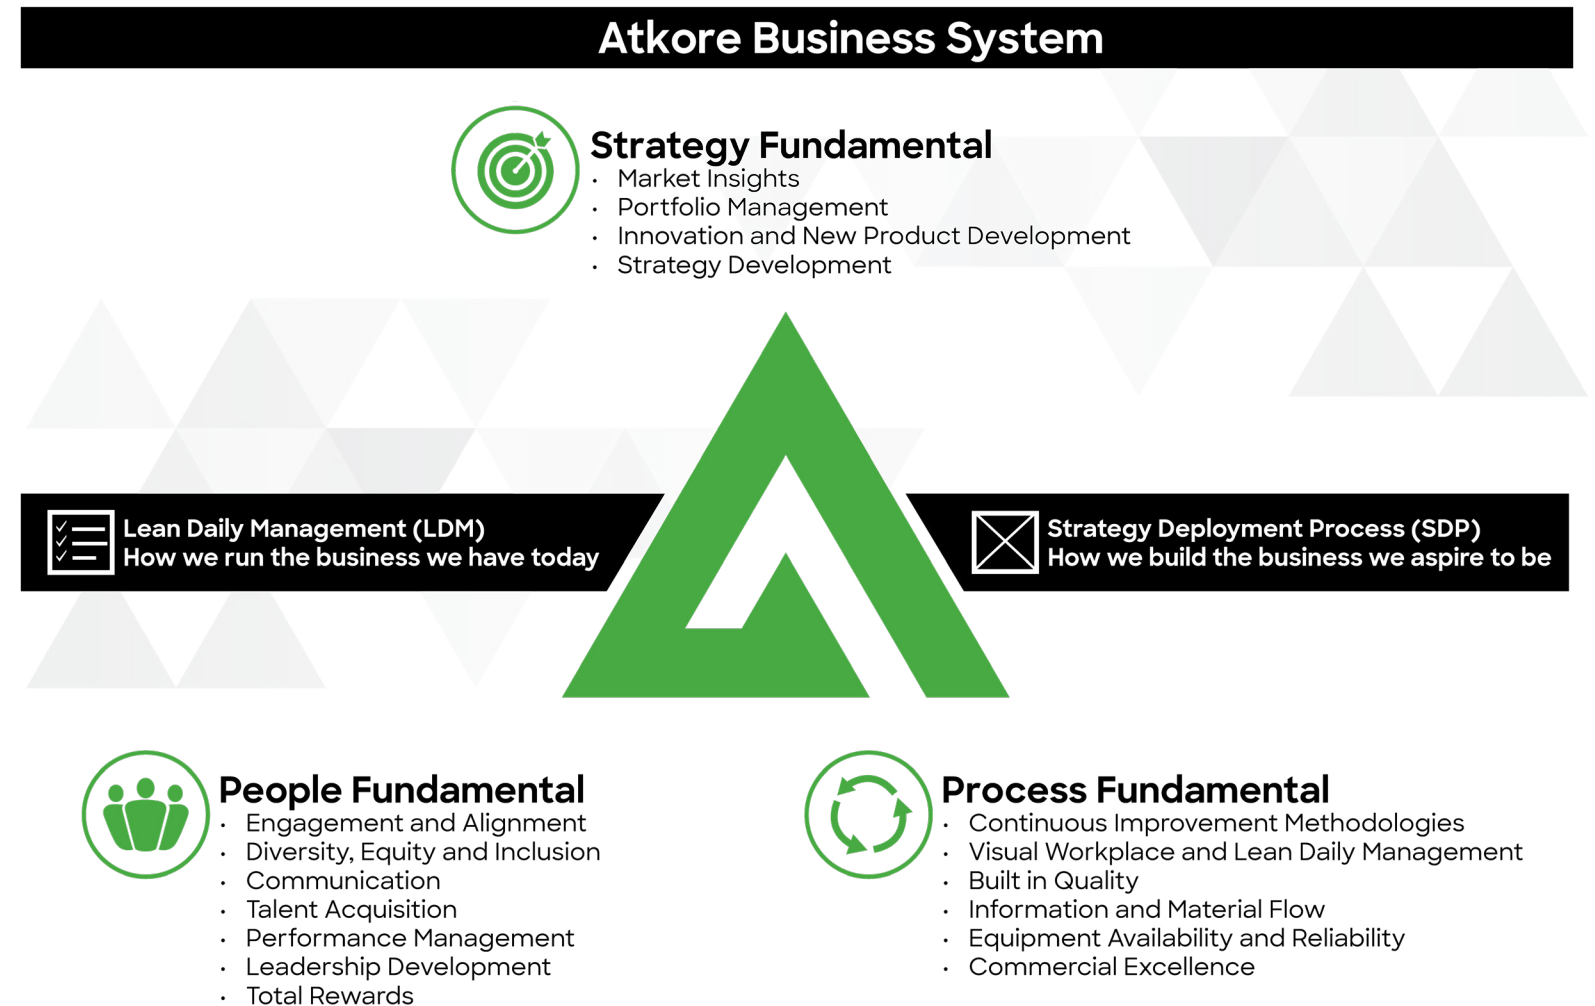 Atkore Business System
Strategy Fundamental
• Market Insights
• Portfolio Management
• Innovation and New Product Development
• Strategy Development
Lean Daily Management (LDM)
How we run the business we have today
Strategy Deployment Process (SDP)
How we build the business we aspire to be
People Fundamental
• Engagement and Alignment
• Diversity, Equity and Inclusion
• Communication
• Talent Acquisition
• Performance Management
• Leadership Development
• Total Rewards
Process Fundamental
• Continuous Improvement Methodologies
• Visual Workplace and Lean Daily Management
• Built in Quality
• Information and Material Flow
• Equipment Availability and Reliability
• Commercial Excellence